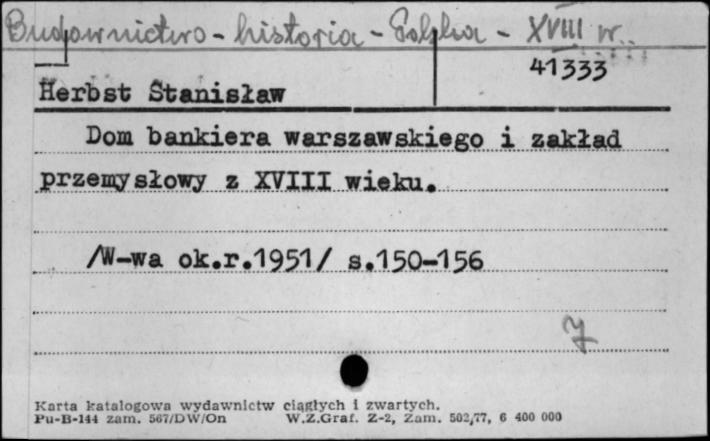 Budownictwo - historia - Polska - XVIII w.
41333
Herbst Stanisław
Dom bankiera warszawskiego i zakład
przemysłowy z XVIII wieku.
/W-wa ok.r.1951/ s.150-156
Karta katalogowa wydawnictw ciągłych i zwartych.
Pu-B-144 zam. 567/DW/On W.Z.Graf. Z-2, Zam. 502/77, 6 400 000